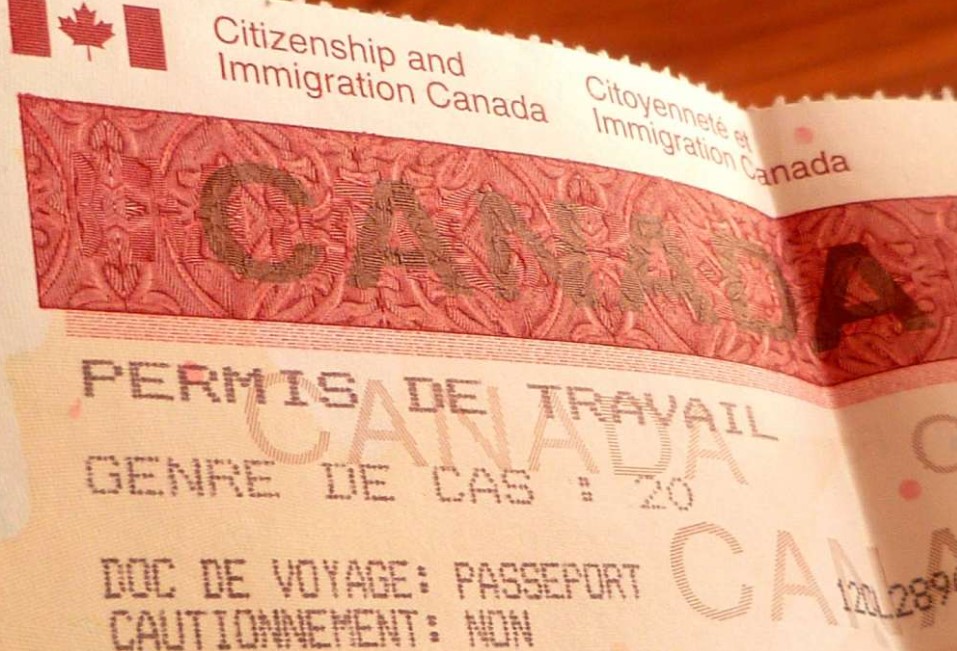 Citizenship and
Immigration Canada
Citoyenneté et
Immigration Canada
CANADA
PERMIS DE TRAVAIL
CANADA
GENRE DE CAS : 20
DOC DE VOYAGE: PASSEPORT
CAUTIONNEMENT: NON